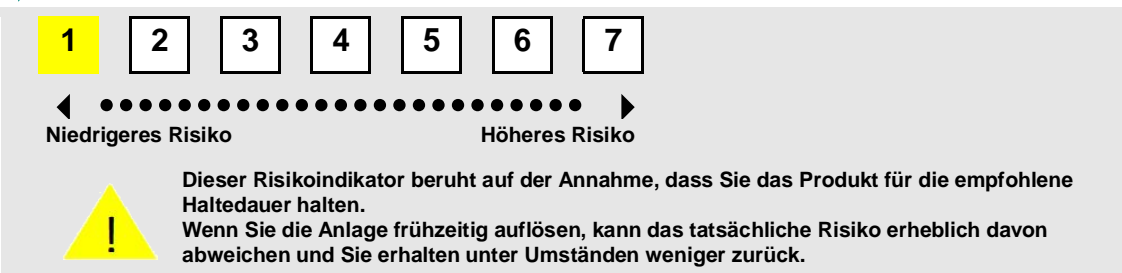 1 2 3 4 5 6 7
Niedrigeres Risiko Höheres Risiko
!
Dieser Risikoindikator beruht auf der Annahme, dass Sie das Produkt für die empfohlene
Haltedauer halten.
Wenn Sie die Anlage frühzeitig auflösen, kann das tatsächliche Risiko erheblich davon
abweichen und Sie erhalten unter Umständen weniger zurück.